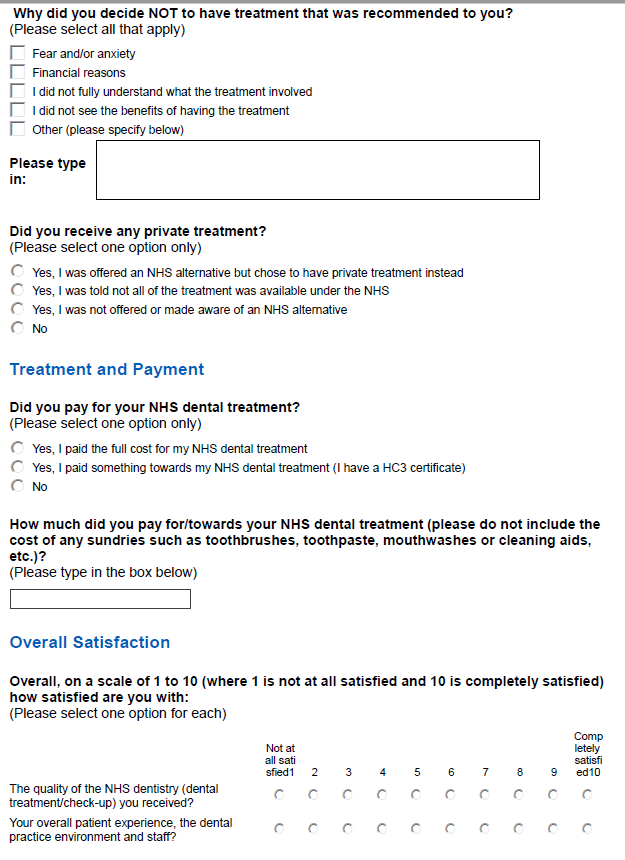 Why did you decide NOT to have treatment that was recommended to you?
(Please select all that apply)
Fear and/or anxiety
Financial reasons
I did not fully understand what the treatment involved
I did not see the benefits of having the treatment
Other (please specify below)
Please type
in:
Did you receive any private treatment?
(Please select one option only)
Yes, I was offered an NHS alternative but chose to have private treatment instead
Yes, I was told not all of the treatment was available under the NHS
Yes, I was not offered or made aware of an NHS alternative
No
Treatment and Payment
Did you pay for your NHS dental treatment?
(Please select one option only)
Yes, I paid the full cost for my NHS dental treatment
Yes, I paid something towards my NHS dental treatment (I have a HC3 certificate)
No
How much did you pay for/towards your NHS dental treatment (please do not include the
cost of any sundries such as toothbrushes, toothpaste, mouthwashes or cleaning aids,
etc.)?
(Please type in the box below)
Overall Satisfaction
Overall, on a scale of 1 to 10 (where 1 is not at all satisfied and 10 is completely satisfied)
how satisfied are you with:
(Please select one option for each)
Not at
all sati
sfied1 2 3 4 5 6 7 8 9
Comp
letely
satisfi
ed10
The quality of the NHS dentistry (dental
treatment/check-up) you received?
Your overall patient experience, the dental
practice environment and staff?